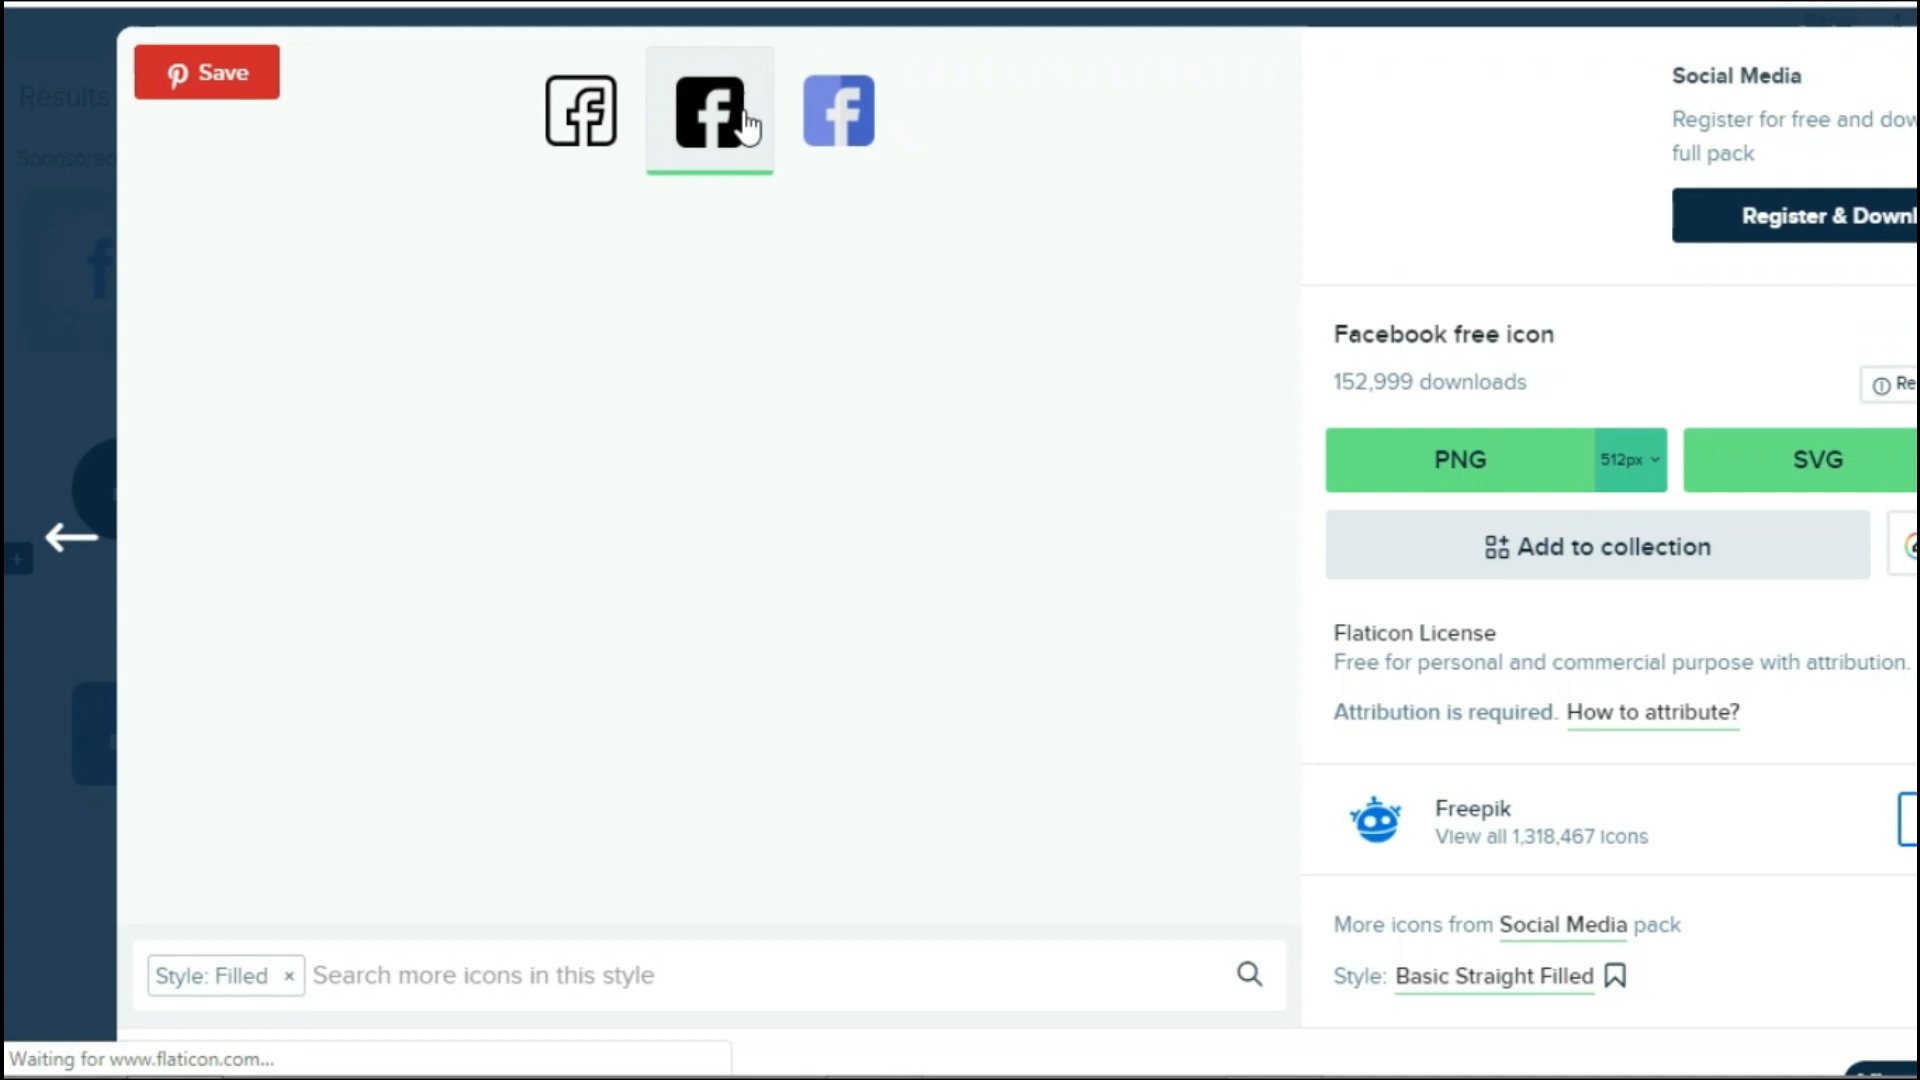 Save
Results
Sponsored
Social Media
Register for free and dow
full pack
Register & Downl
Facebook free icon
152,999 downloads
Re
PNG
512px
SVG
Add to collection
Flaticon License
Free for personal and commercial purpose with attribution.
Attribution is required. How to attribute?
Freepik
View all 1,318,467 icons
More icons from Social Media pack
Style: Filled × Search more icons in this style
Style: Basic Straight Filled
Waiting for www.flaticon.com...